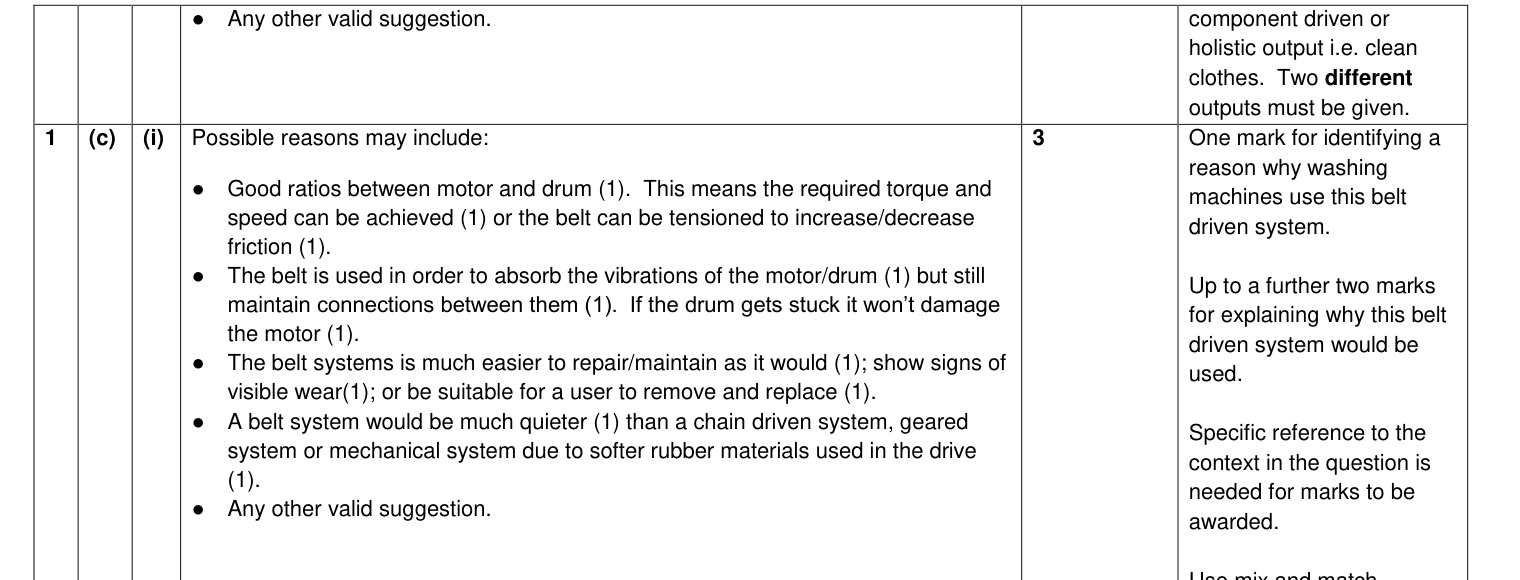 ● Any other valid suggestion.
component driven or
holistic output i.e. clean
clothes.  Two different
outputs must be given.
1 (c) (i) Possible reasons may include:
● Good ratios between motor and drum (1).  This means the required torque and
speed can be achieved (1) or the belt can be tensioned to increase/decrease
friction (1).
● The belt is used in order to absorb the vibrations of the motor/drum (1) but still
maintain connections between them (1).  If the drum gets stuck it won’t damage
the motor (1).
● The belt systems is much easier to repair/maintain as it would (1); show signs of
visible wear(1); or be suitable for a user to remove and replace (1).
● A belt system would be much quieter (1) than a chain driven system, geared
system or mechanical system due to softer rubber materials used in the drive
(1).
● Any other valid suggestion.
3
One mark for identifying a
reason why washing
machines use this belt
driven system.
Up to a further two marks
for explaining why this belt
driven system would be
used.
Specific reference to the
context in the question is
needed for marks to be
awarded.
Use mix and match